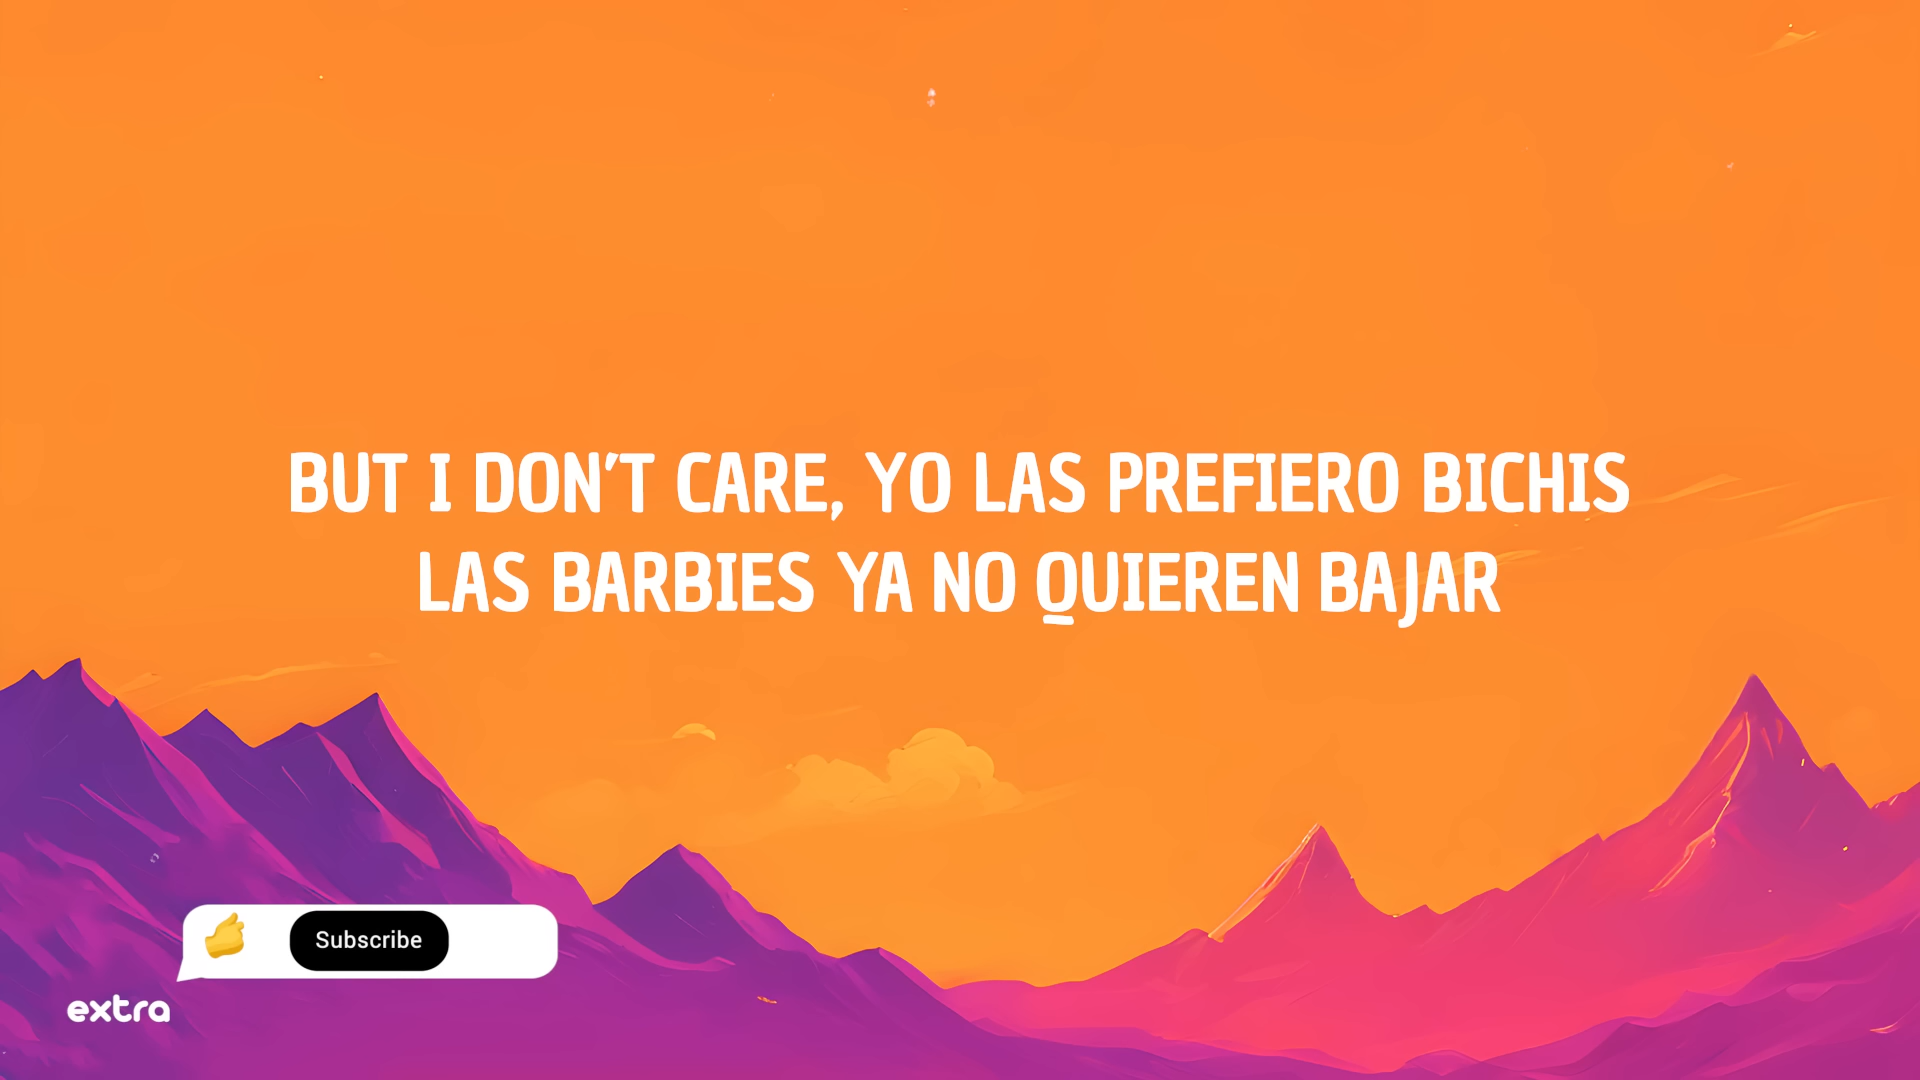 BUT I DON'T CARE, YO LAS PREFIERO BICHIS
LAS BARBIES YA NO QUIEREN BAJAR
Subscribe
extra